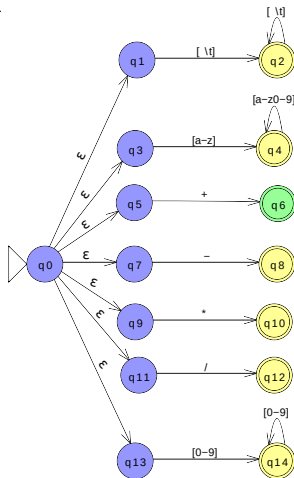 [ \t]
q1 [ \t] q2
[a-z0-9]
ε
q3 [a-z] q4
ε
q5 + q6
ε
q0 ε q7 - q8
ε
q9 * q10
ε
q11 / q12
ε
[0-9]
q13 [0-9] q14